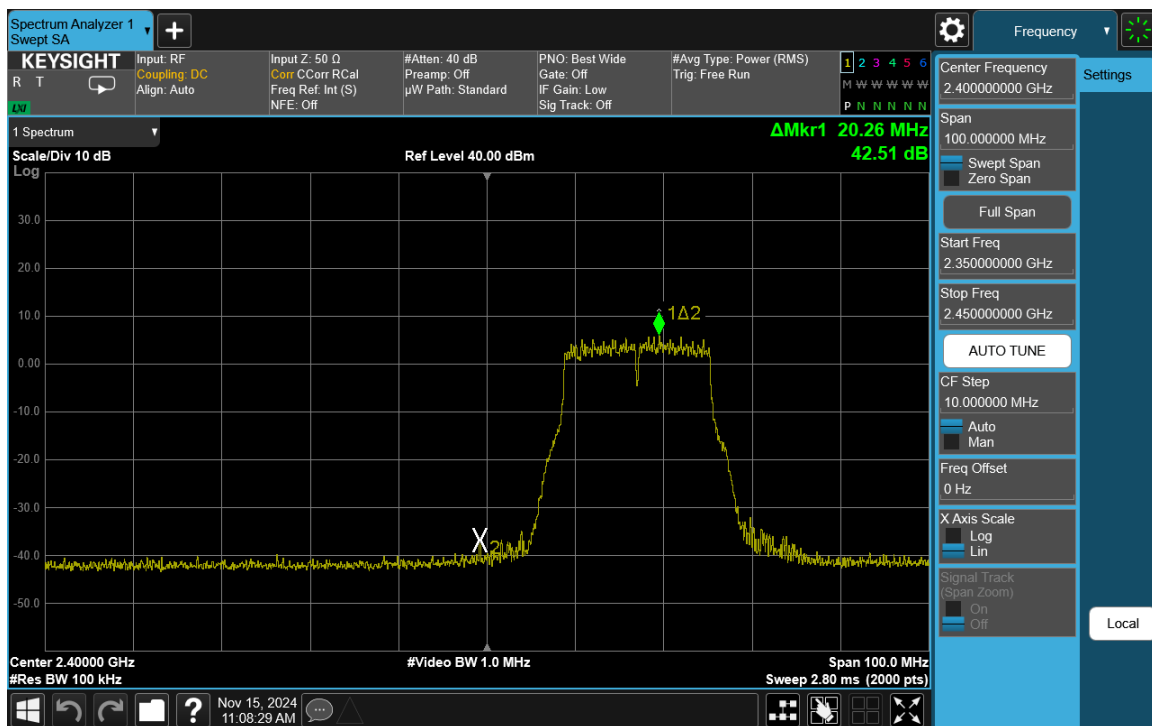 Spectrum Analyzer 1
Swept SA
Frequency
KEYSIGHT
R T
LXI
Input: RF
Coupling: DC
Align: Auto
Input Z: 50 Ω
Corr CCorr RCal
Freq Ref: Int (S)
NFE: Off
#Atten: 40 dB
Preamp: Off
µW Path: Standard
PNO: Best Wide
Gate: Off
IF Gain: Low
Sig Track: Off
#Avg Type: Power (RMS)
Trig: Free Run
1 2 3 4 5 6
M W W W W W
P N N N N N
1 Spectrum
ΔMkr1 20.26 MHz
42.51 dB
Scale/Div 10 dB
Ref Level 40.00 dBm
Log
30.0
20.0
10.0
0.00
-10.0
-20.0
-30.0
-40.0
-50.0
1Δ2
X2
Center 2.40000 GHz
#Video BW 1.0 MHz
Span 100.0 MHz
#Res BW 100 kHz
Sweep 2.80 ms (2000 pts)
Center Frequency
2.400000000 GHz
Span
100.000000 MHz
Swept Span
Zero Span
Full Span
Start Freq
2.350000000 GHz
Stop Freq
2.450000000 GHz
AUTO TUNE
CF Step
10.000000 MHz
Auto
Man
Freq Offset
0 Hz
X Axis Scale
Log
Lin
Signal Track
(Span Zoom)
On
Off
Settings
Local
?
Nov 15, 2024
11:08:29 AM